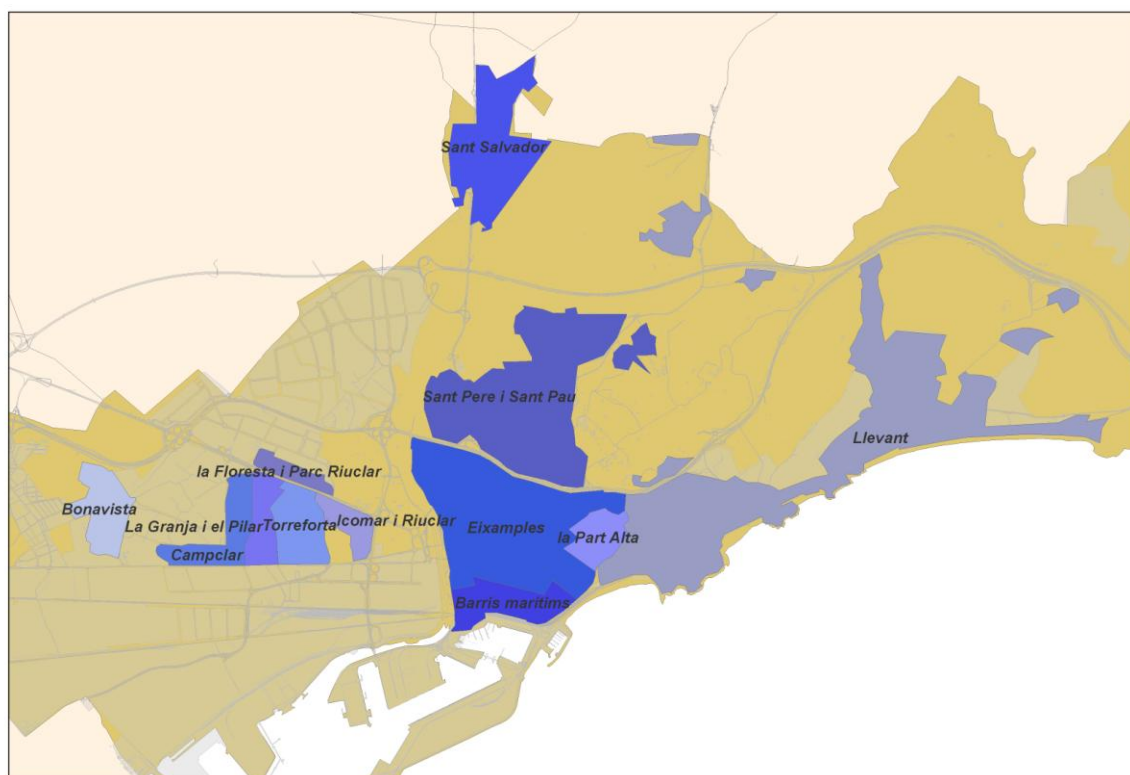 Sant Salvador
Sant Pere i Sant Pau
Llevant
la Floresta i Parc Riuclar
Bonavista
La Granja i el Pilar
Torreforta
Icomar i Riuclar
Eixamples
la Part Alta
Campclar
Barris marítims